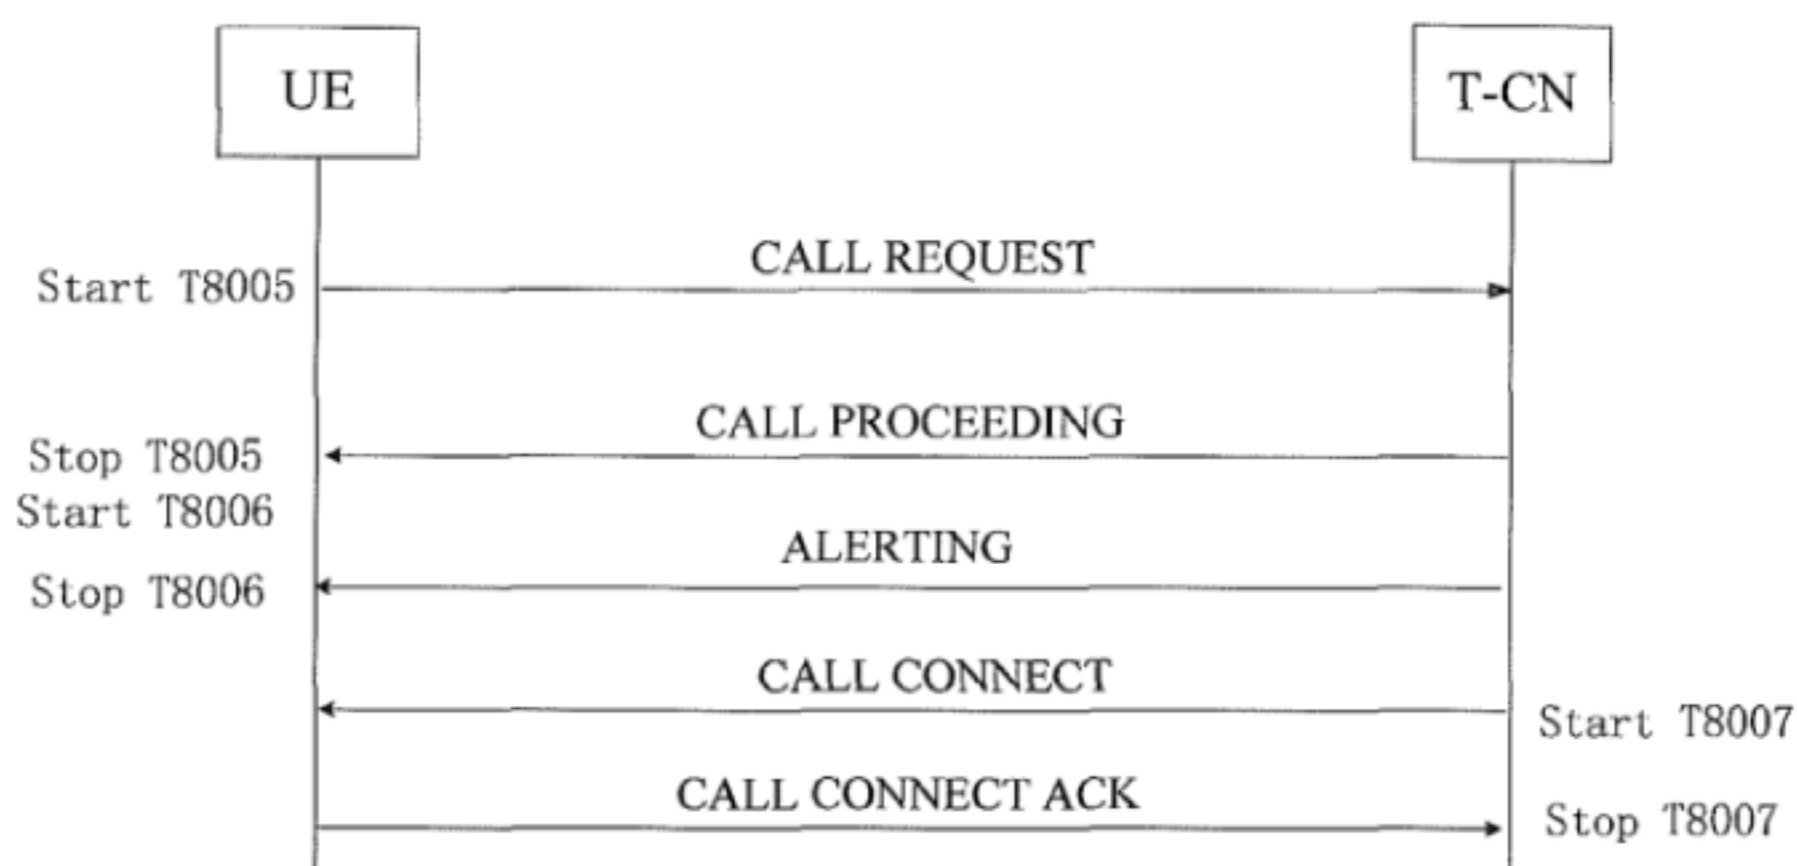 UE
T-CN
CALL REQUEST
Start T8005
CALL PROCEEDING
Stop T8005
Start T8006
ALERTING
Stop T8006
CALL CONNECT
Start T8007
CALL CONNECT ACK
Stop T8007